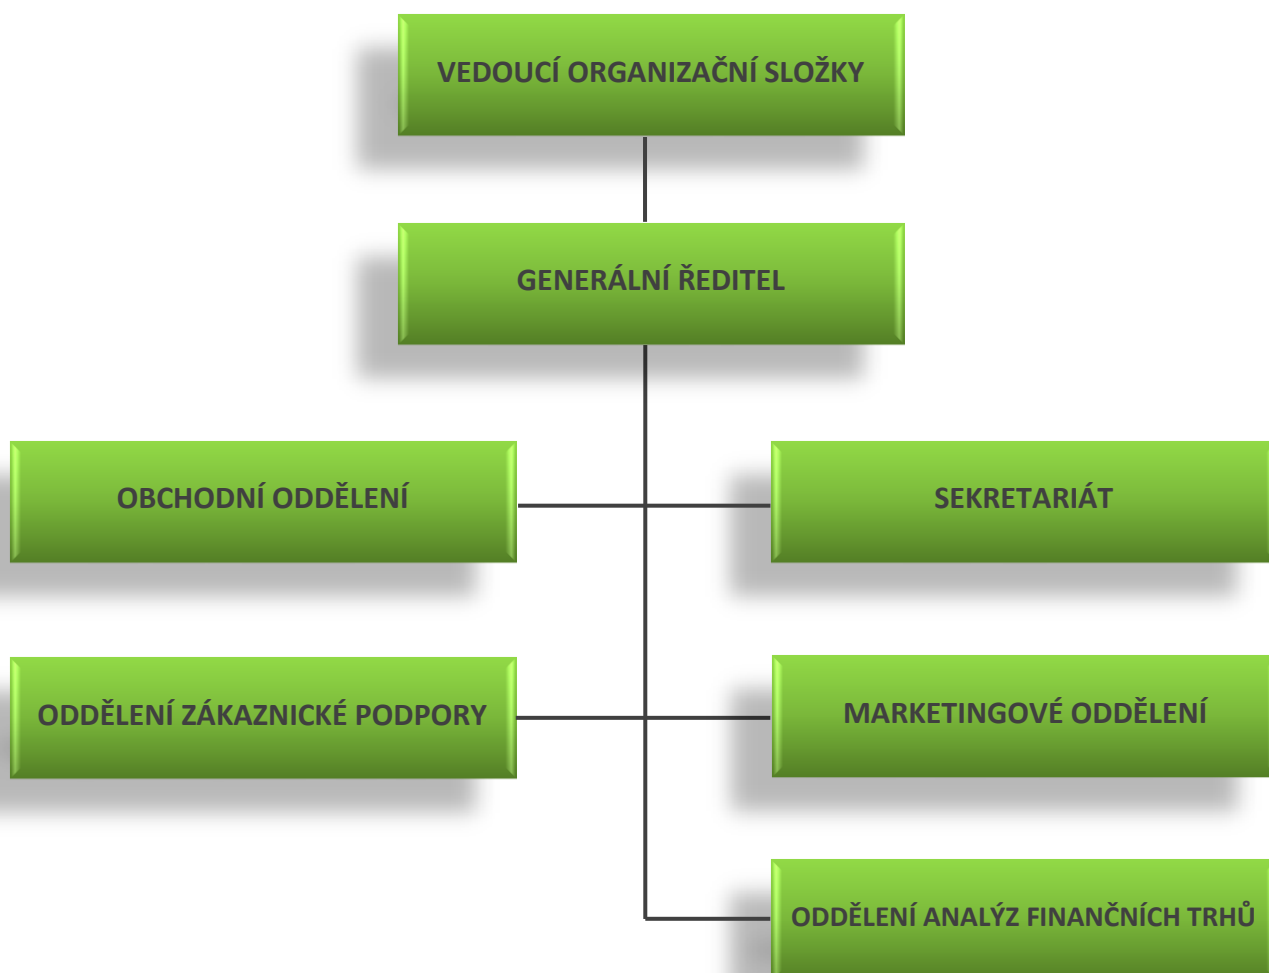 VEDOUCÍ ORGANIZAČNÍ SLOŽKY
GENERÁLNÍ ŘEDITEL
OBCHODNÍ ODDĚLENÍ
SEKRETARIÁT
ODDĚLENÍ ZÁKAZNICKÉ PODPORY
MARKETINGOVÉ ODDĚLENÍ
ODDĚLENÍ ANALÝZ FINANČNÍCH TRHŮ